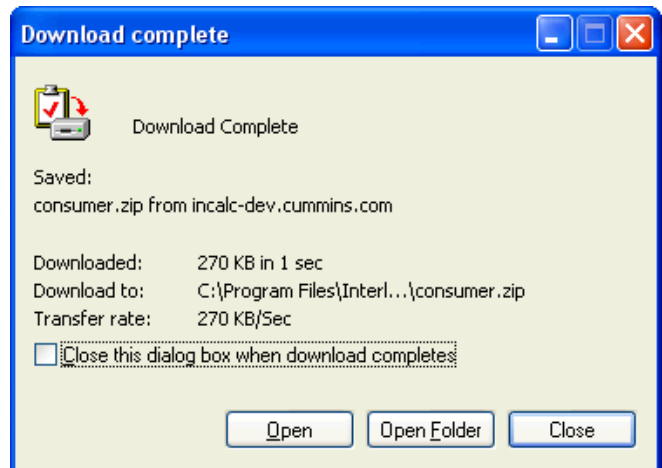 Download complete
Download Complete
Saved:
consumer.zip from incalc-dev.cummins.com
Downloaded: 270 KB in 1 sec
Download to: C:\Program Files\Interl...\consumer.zip
Transfer rate: 270 KB/Sec
Close this dialog box when download completes
Open Open Folder Close